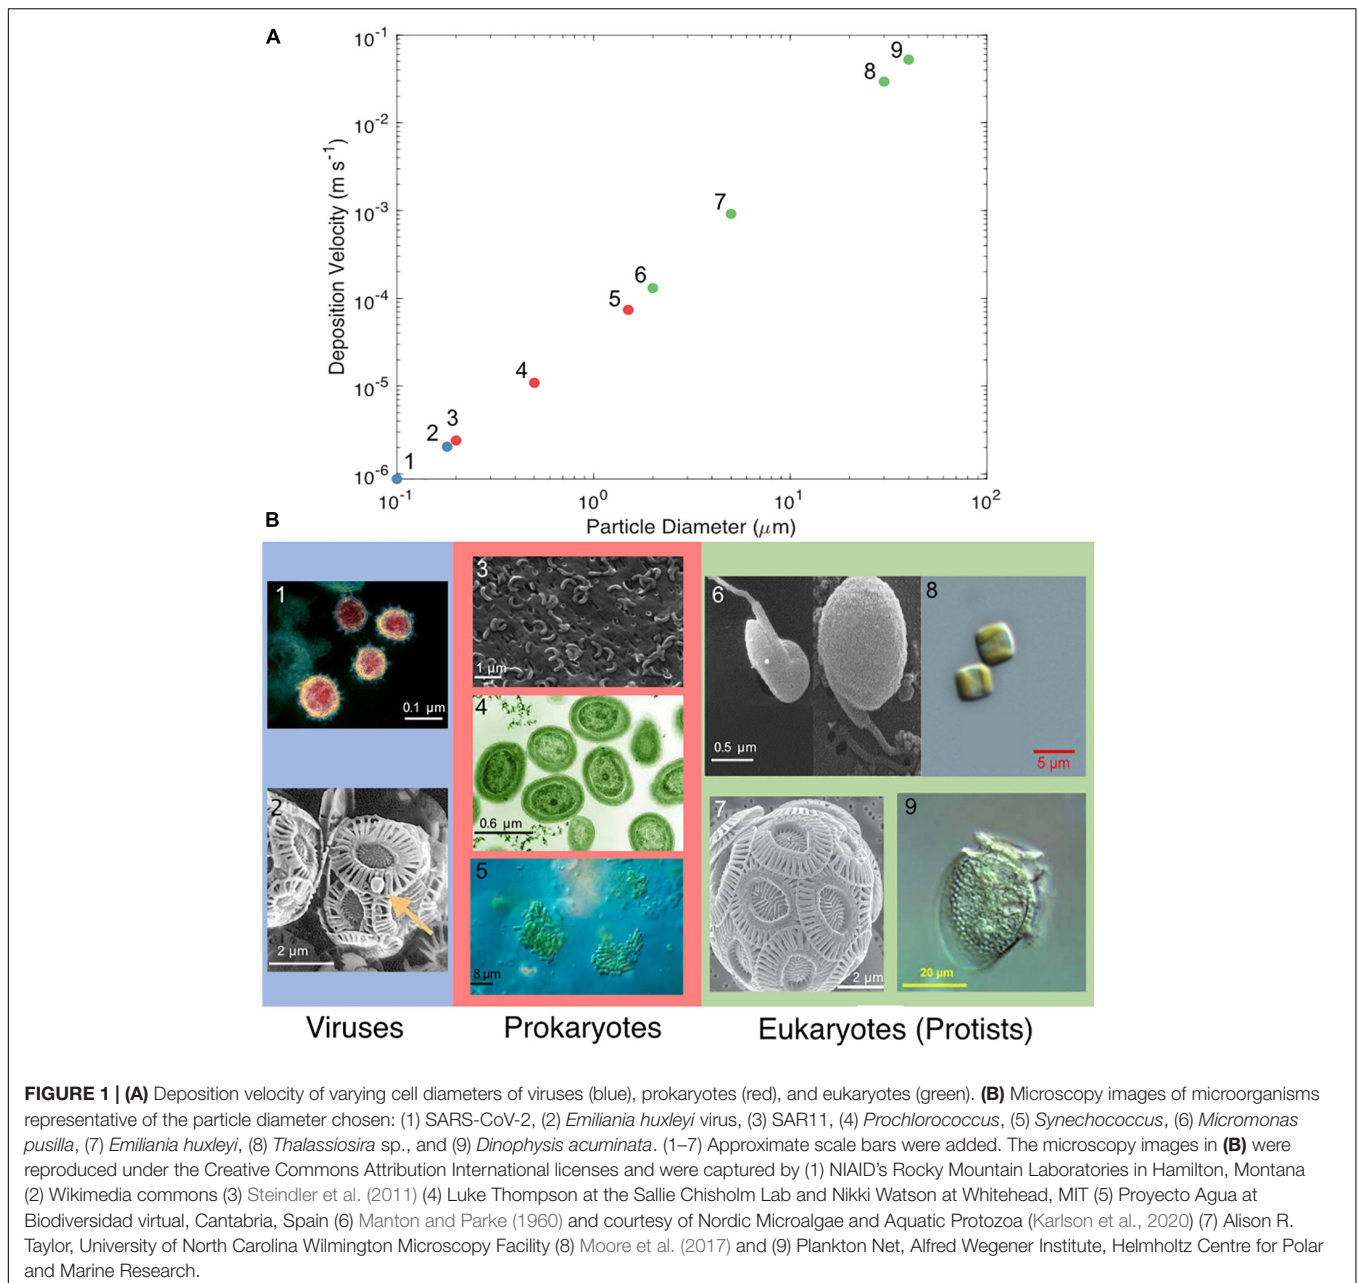 A
10^-1
10^-2
10^-3
10^-4
10^-5
10^-6
Deposition Velocity (m s^-1)
9
8
7
6
5
4
3
2
1
10^-1 10^0 10^1 10^2
Particle Diameter (μm)
B
1
0.1 μm
2
2 μm
3
1 μm
4
0.6 μm
5
8 μm
6
0.5 μm
8
5 μm
7
2 μm
9
20 μm
Viruses Prokaryotes Eukaryotes (Protists)
FIGURE 1 | (A) Deposition velocity of varying cell diameters of viruses (blue), prokaryotes (red), and eukaryotes (green). (B) Microscopy images of microorganisms
representative of the particle diameter chosen: (1) SARS-CoV-2, (2) Emiliania huxleyi virus, (3) SAR11, (4) Prochlorococcus, (5) Synechococcus, (6) Micromonas
pusilla, (7) Emiliania huxleyi, (8) Thalassiosira sp., and (9) Dinophysis acuminata. (1–7) Approximate scale bars were added. The microscopy images in (B) were
reproduced under the Creative Commons Attribution International licenses and were captured by (1) NIAID's Rocky Mountain Laboratories in Hamilton, Montana
(2) Wikimedia commons (3) Steindler et al. (2011) (4) Luke Thompson at the Sallie Chisholm Lab and Nikki Watson at Whitehead, MIT (5) Proyecto Agua at
Biodiversidad virtual, Cantabria, Spain (6) Manton and Parke (1960) and courtesy of Nordic Microalgae and Aquatic Protozoa (Karlson et al., 2020) (7) Alison R.
Taylor, University of North Carolina Wilmington Microscopy Facility (8) Moore et al. (2017) and (9) Plankton Net, Alfred Wegener Institute, Helmholtz Centre for Polar
and Marine Research.